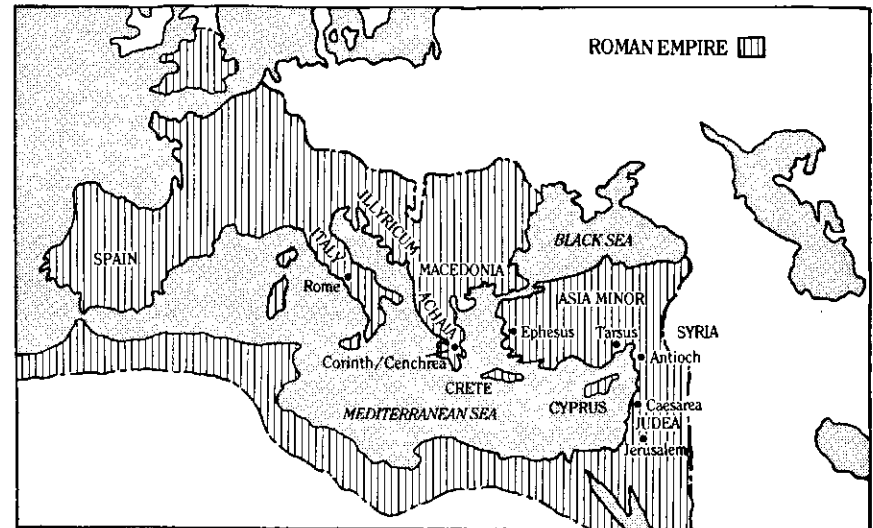 ROMAN EMPIRE
ILLYRICUM
BLACK SEA
ITALY
SPAIN
MACEDONIA
Rome
ASIA MINOR
ACHAIA
Ephesus
Tarsus
SYRIA
Corinth/Cenchrea
Antioch
CRETE
CYPRUS
Caesarea
MEDITERRANEAN SEA
JUDEA
Jerusalem